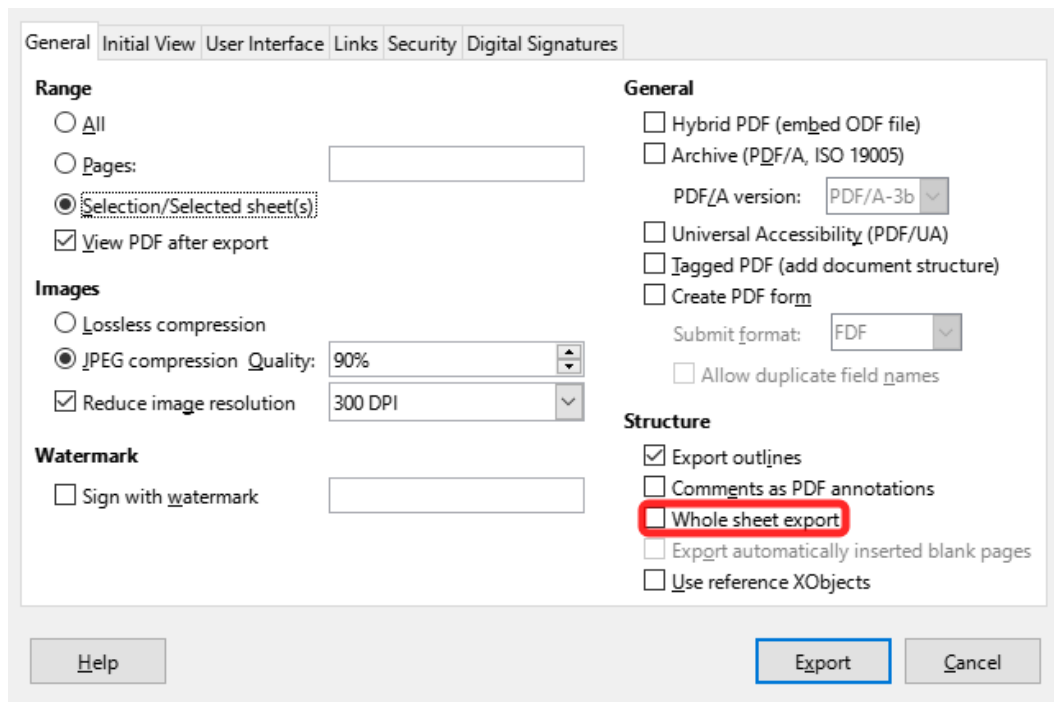 General Initial View User Interface Links Security Digital Signatures
Range
All
Pages:
Selection/Selected sheet(s)
View PDF after export
Images
Lossless compression
JPEG compression Quality: 90%
Reduce image resolution 300 DPI
Watermark
Sign with watermark
General
Hybrid PDF (embed ODF file)
Archive (PDF/A, ISO 19005)
PDF/A version: PDF/A-3b
Universal Accessibility (PDF/UA)
Tagged PDF (add document structure)
Create PDF form
Submit format: FDF
Allow duplicate field names
Structure
Export outlines
Comments as PDF annotations
Whole sheet export
Export automatically inserted blank pages
Use reference XObjects
Help Export Cancel